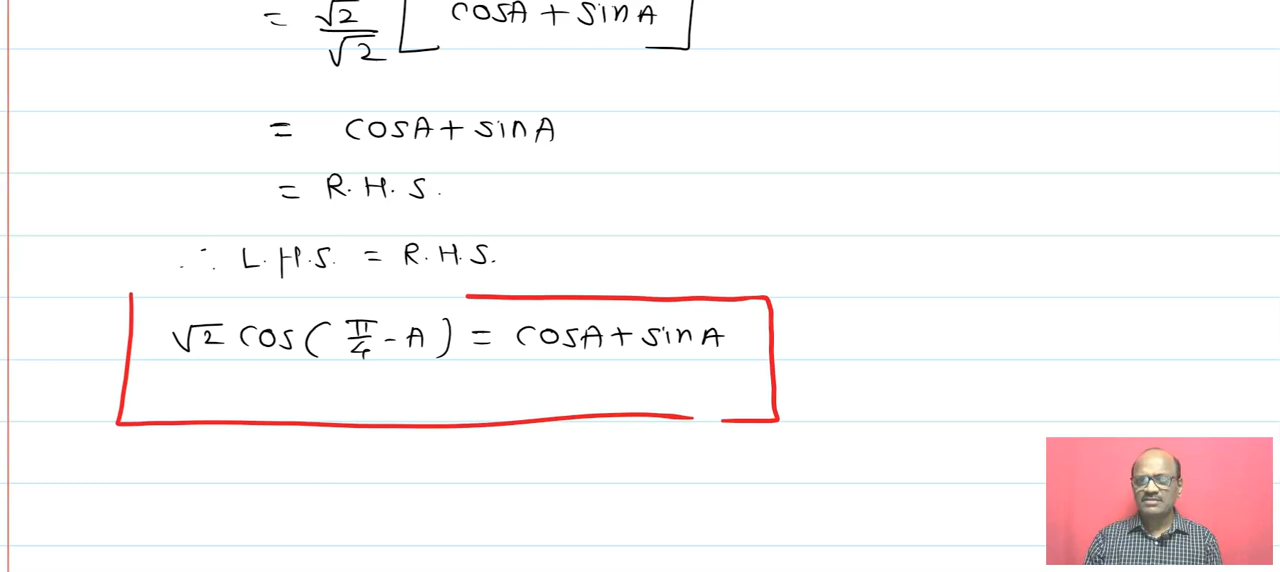 = √2/√2 [ cosA + sinA ]
= cosA + sinA
= R.H.S.
∴ L.H.S. = R.H.S.
√2 cos( π/4 - A ) = cosA + sinA